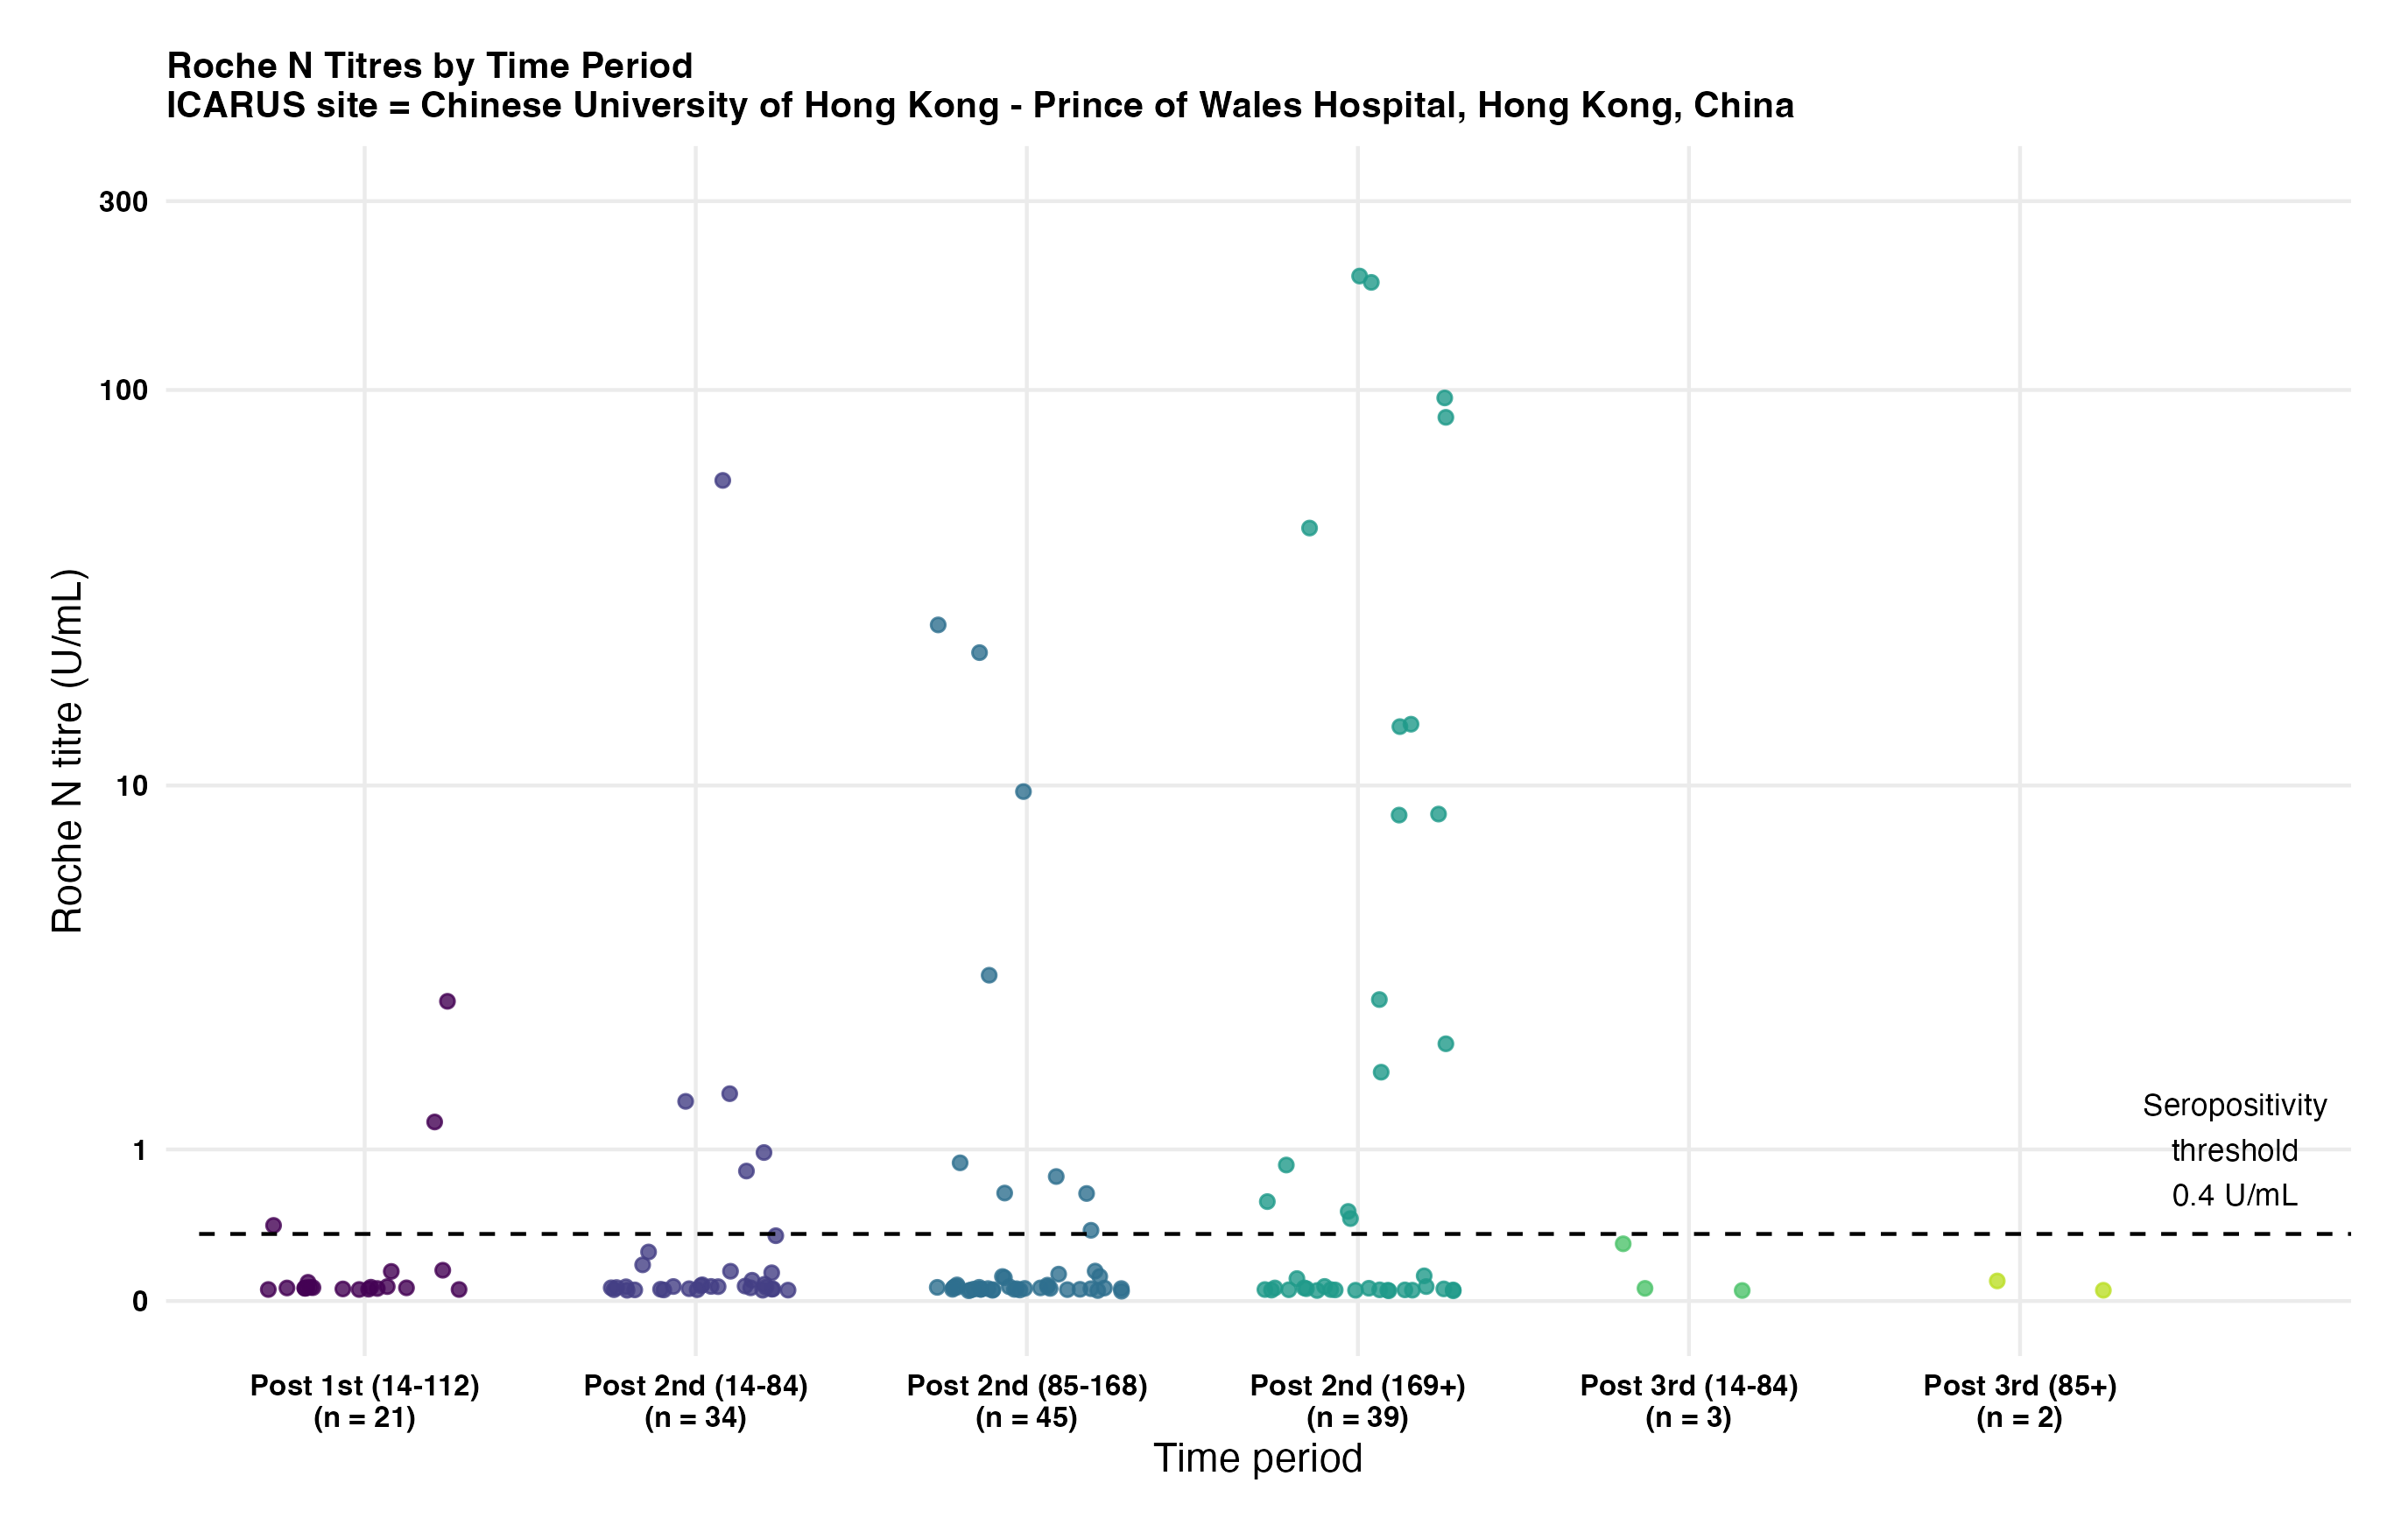 Roche N Titres by Time Period
ICARUS site = Chinese University of Hong Kong - Prince of Wales Hospital, Hong Kong, China
300
100
10
1
0
Roche N titre (U/mL)
Seropositivity
threshold
0.4 U/mL
Post 1st (14-112)
(n = 21)
Post 2nd (14-84)
(n = 34)
Post 2nd (85-168)
(n = 45)
Post 2nd (169+)
(n = 39)
Post 3rd (14-84)
(n = 3)
Post 3rd (85+)
(n = 2)
Time period